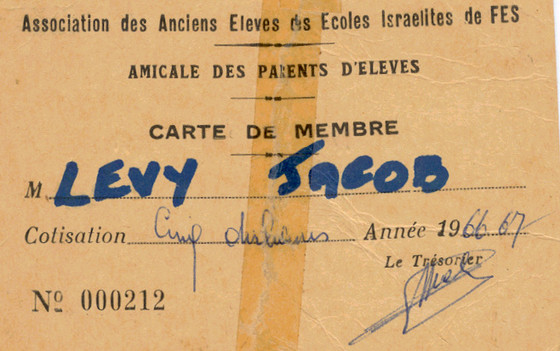 Association des Anciens Eleves des Ecoles Israelites de FES
AMICALE DES PARENTS D'ELEVES
CARTE DE MEMBRE
M LEVY JACOB
Cotisation Cinq dirhams Année 1966 67
Le Trésorier
Nº 000212